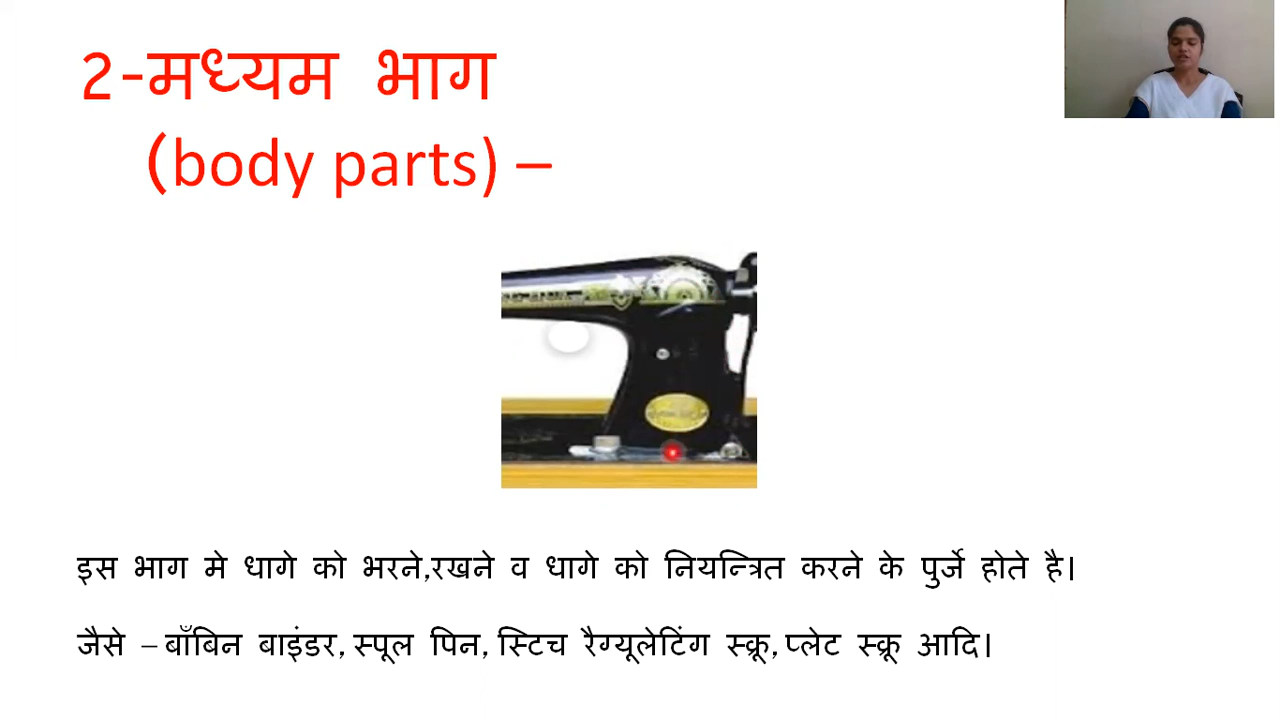 2-मध्यम भाग
(body parts) –
इस भाग मे धागे को भरने,रखने व धागे को नियन्त्रित करने के पुर्जे होते है।
जैसे – बाँबिन बाइंडर, स्पूल पिन, स्टिच रैग्यूलेटिंग स्क्रू, प्लेट स्क्रू आदि।